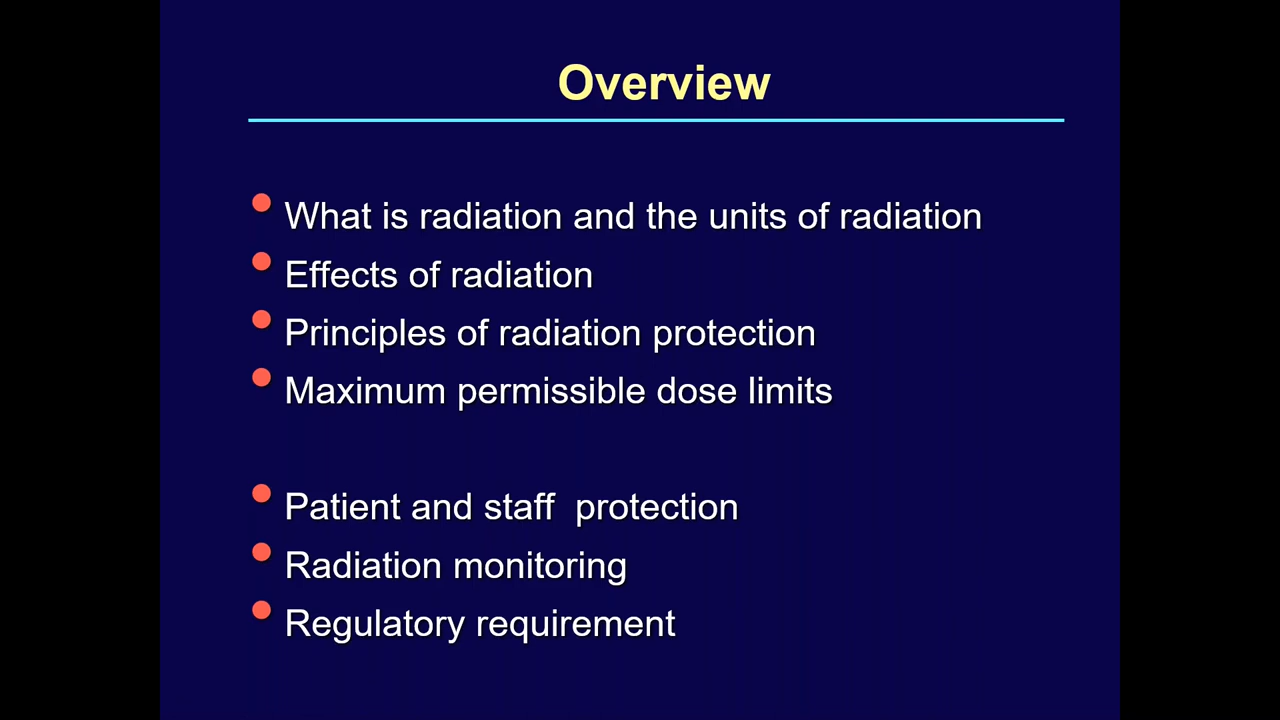 Overview
• What is radiation and the units of radiation
• Effects of radiation
• Principles of radiation protection
• Maximum permissible dose limits
• Patient and staff  protection
• Radiation monitoring
• Regulatory requirement